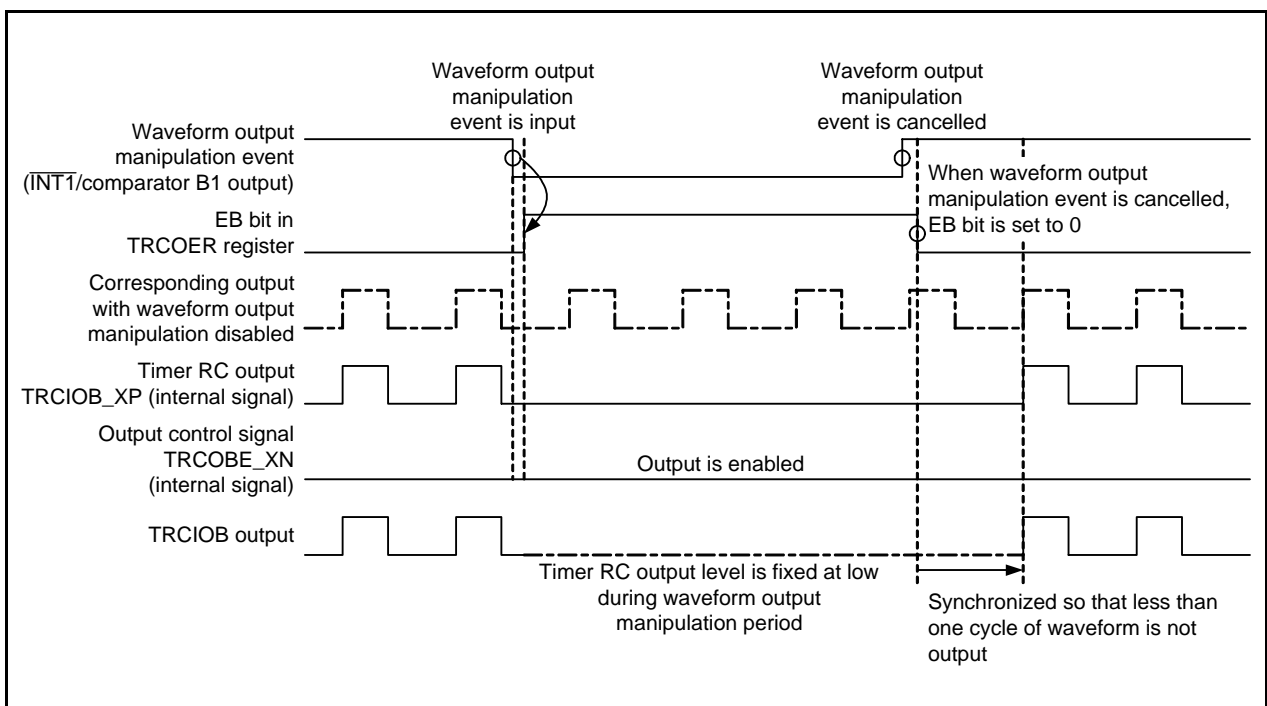 Waveform output
manipulation
event is input
Waveform output
manipulation
event is cancelled
Waveform output
manipulation event
(INT1/comparator B1 output)
When waveform output
manipulation event is cancelled,
EB bit is set to 0
EB bit in
TRCOER register
Corresponding output
with waveform output
manipulation disabled
Timer RC output
TRCIOB_XP (internal signal)
Output control signal
TRCOBE_XN
(internal signal)
Output is enabled
TRCIOB output
Timer RC output level is fixed at low
during waveform output
manipulation period
Synchronized so that less than
one cycle of waveform is not
output